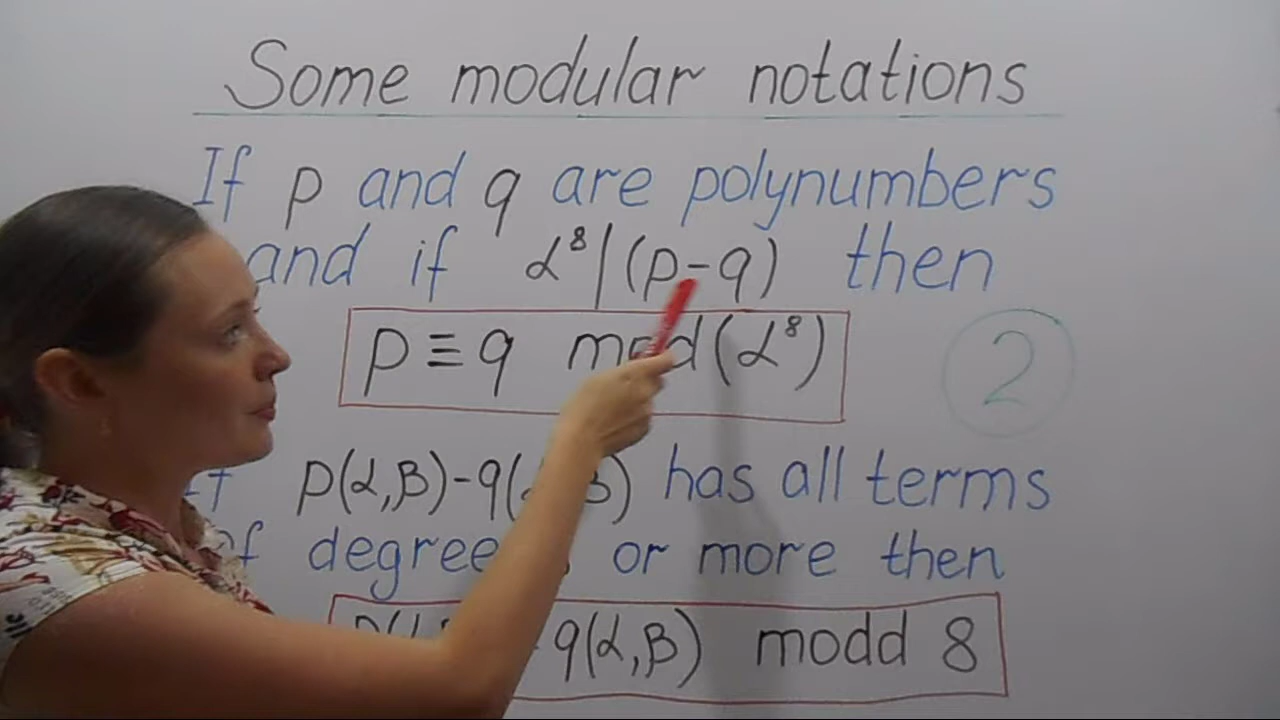 Some modular notations
If p and q are polynumbers
and if α⁸|(p-q) then
p ≡ q mod(α⁸)
2
p(α,β)-q(α,β) has all terms
of degree or more then
q(α,β) modd 8